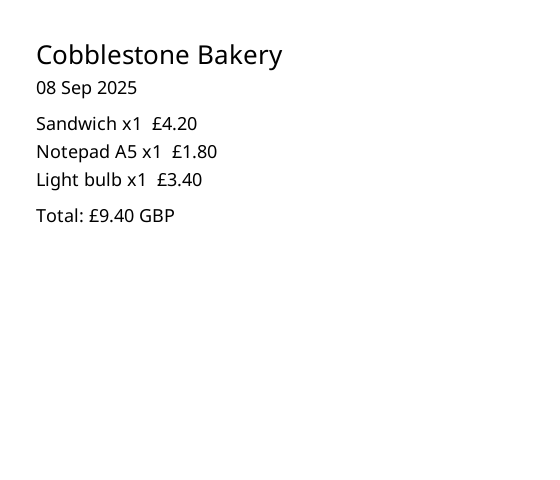 Cobblestone Bakery
08 Sep 2025
Sandwich x1  £4.20
Notepad A5 x1  £1.80
Light bulb x1  £3.40
Total: £9.40 GBP